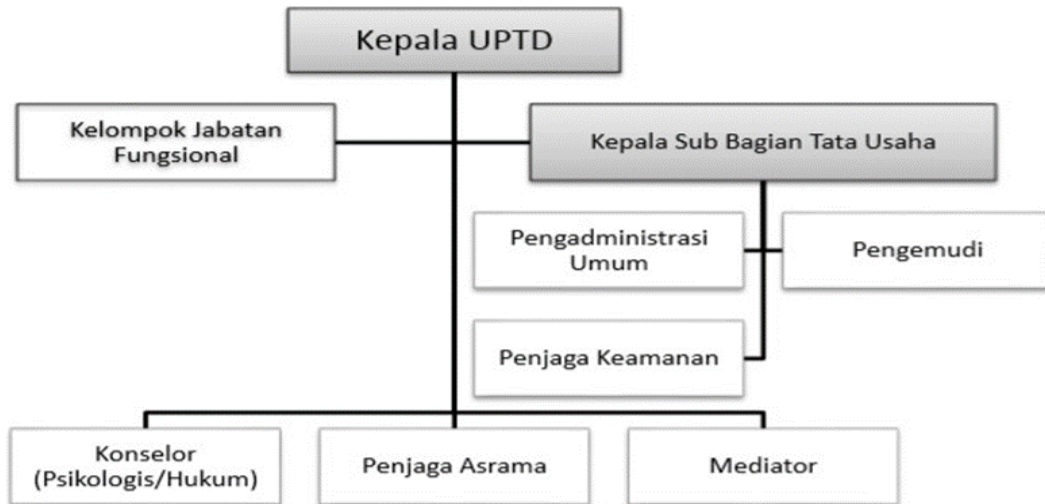 Kepala UPTD
Kelompok Jabatan
Fungsional
Kepala Sub Bagian Tata Usaha
Pengadministrasi
Umum
Pengemudi
Penjaga Keamanan
Konselor
(Psikologis/Hukum)
Penjaga Asrama
Mediator